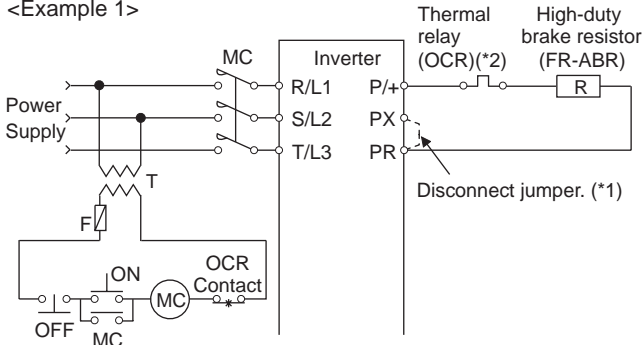 <Example 1>
Thermal
relay
(OCR)(*2)
High-duty
brake resistor
(FR-ABR)
MC
Inverter
R/L1
P/+
R
Power
Supply
S/L2
PX
T/L3
PR
T
Disconnect jumper. (*1)
F
ON
OCR
Contact
MC
OFF
MC